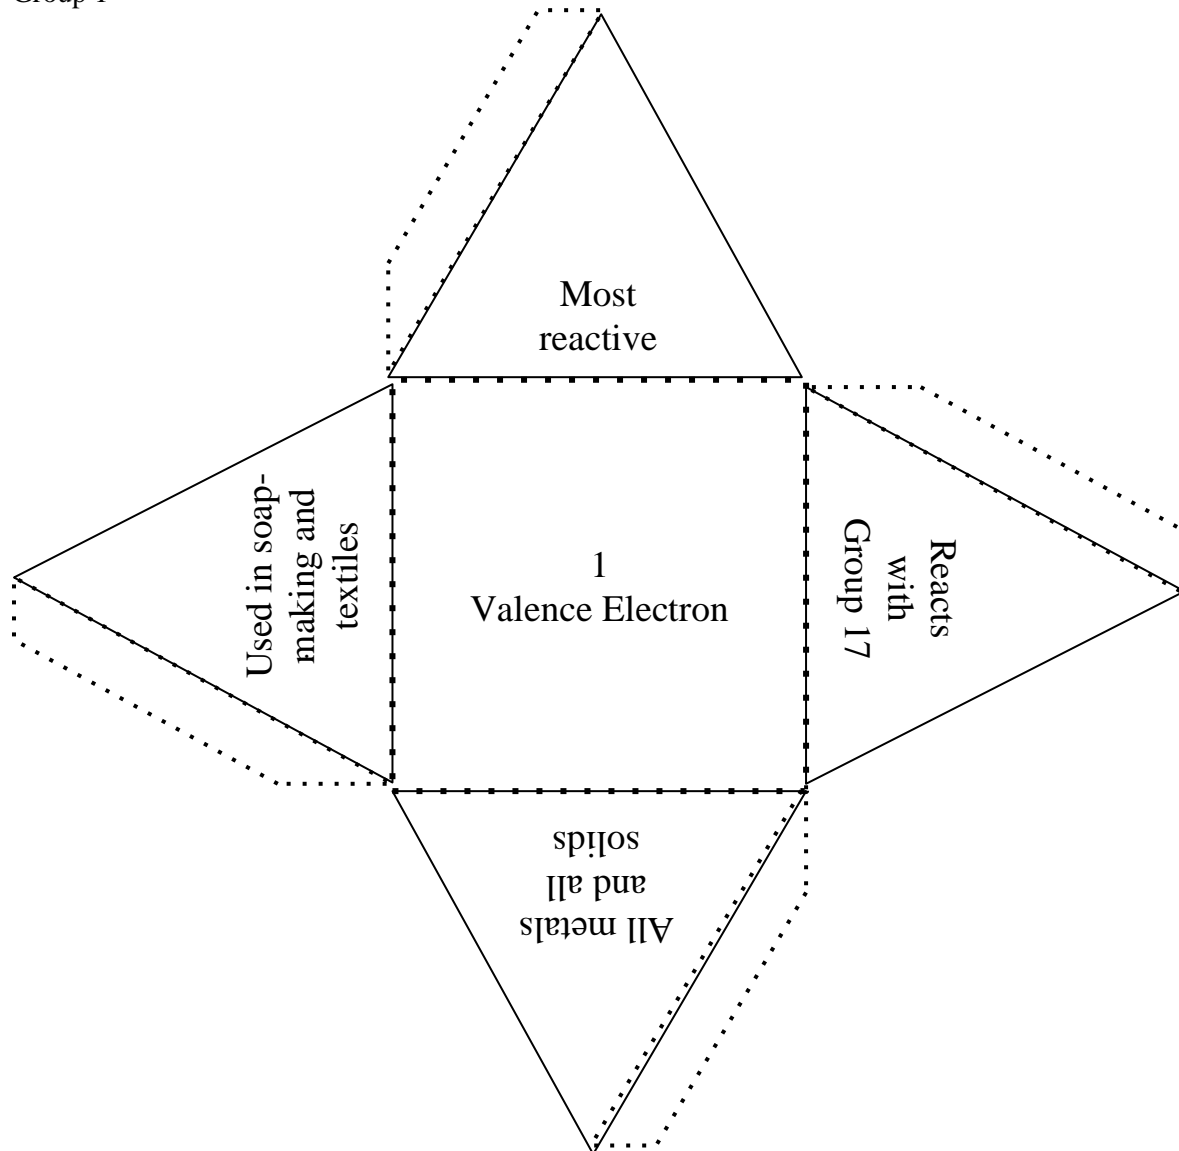 Group 1
Most
reactive
Used in soap-
making and
textiles
1
Valence Electron
Reacts
with
Group 17
All metals
and all
solids